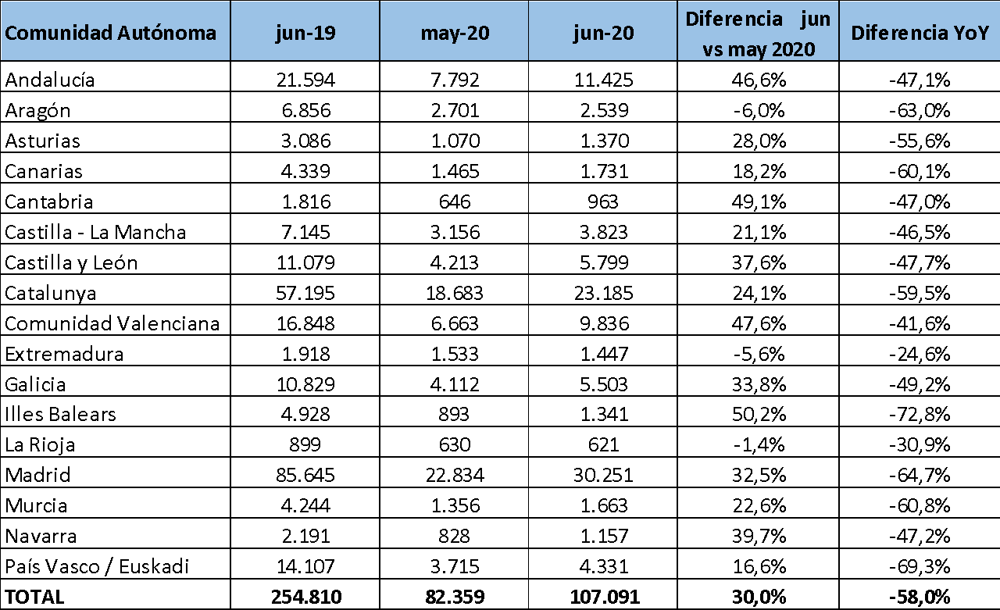 Comunidad Autónoma jun-19 may-20 jun-20 Diferencia jun vs may 2020 Diferencia YoY
Andalucía 21.594 7.792 11.425 46,6% -47,1%
Aragón 6.856 2.701 2.539 -6,0% -63,0%
Asturias 3.086 1.070 1.370 28,0% -55,6%
Canarias 4.339 1.465 1.731 18,2% -60,1%
Cantabria 1.816 646 963 49,1% -47,0%
Castilla - La Mancha 7.145 3.156 3.823 21,1% -46,5%
Castilla y León 11.079 4.213 5.799 37,6% -47,7%
Catalunya 57.195 18.683 23.185 24,1% -59,5%
Comunidad Valenciana 16.848 6.663 9.836 47,6% -41,6%
Extremadura 1.918 1.533 1.447 -5,6% -24,6%
Galicia 10.829 4.112 5.503 33,8% -49,2%
Illes Balears 4.928 893 1.341 50,2% -72,8%
La Rioja 899 630 621 -1,4% -30,9%
Madrid 85.645 22.834 30.251 32,5% -64,7%
Murcia 4.244 1.356 1.663 22,6% -60,8%
Navarra 2.191 828 1.157 39,7% -47,2%
País Vasco / Euskadi 14.107 3.715 4.331 16,6% -69,3%
TOTAL 254.810 82.359 107.091 30,0% -58,0%